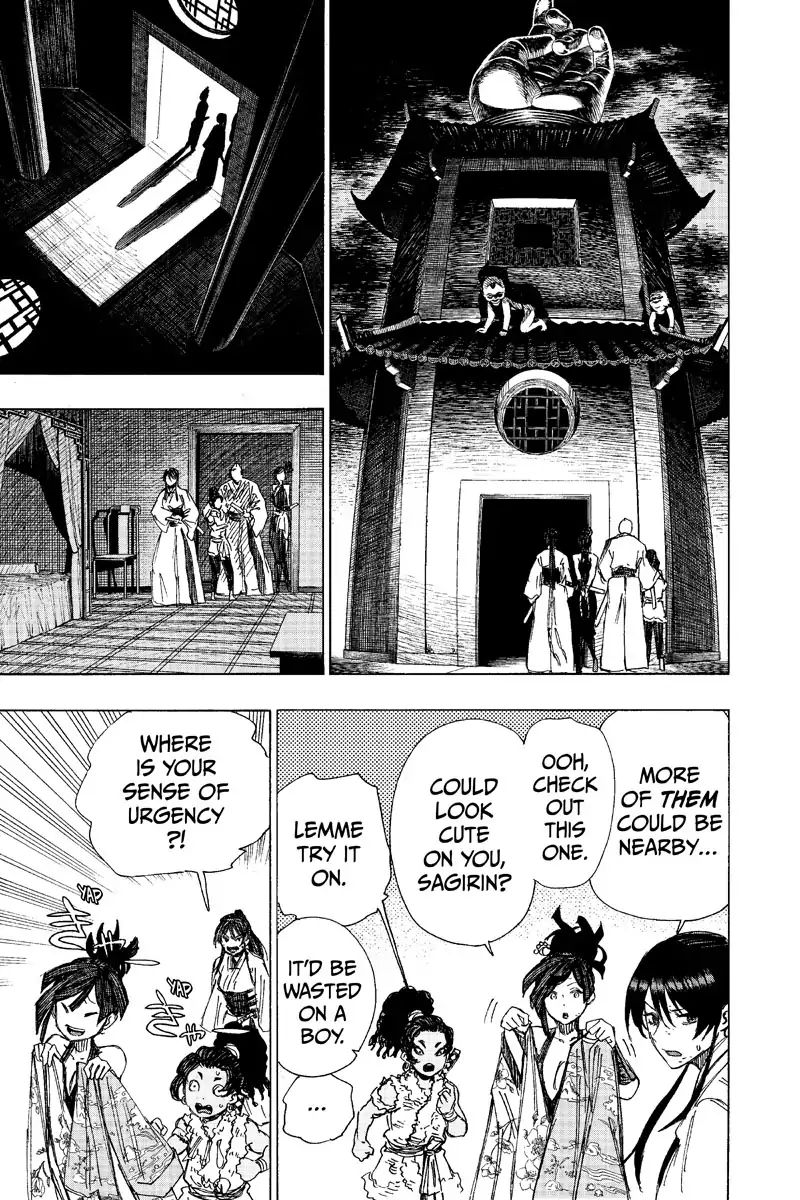 MORE
OF THEM
COULD BE
NEARBY...
OOH,
CHECK
OUT
THIS
ONE.
COULD
LOOK
CUTE
ON YOU,
SAGIRIN?
LEMME
TRY IT
ON.
IT'D BE
WASTED
ON A
BOY.
...
WHERE
IS YOUR
SENSE OF
URGENCY
?!
YAP
YAP